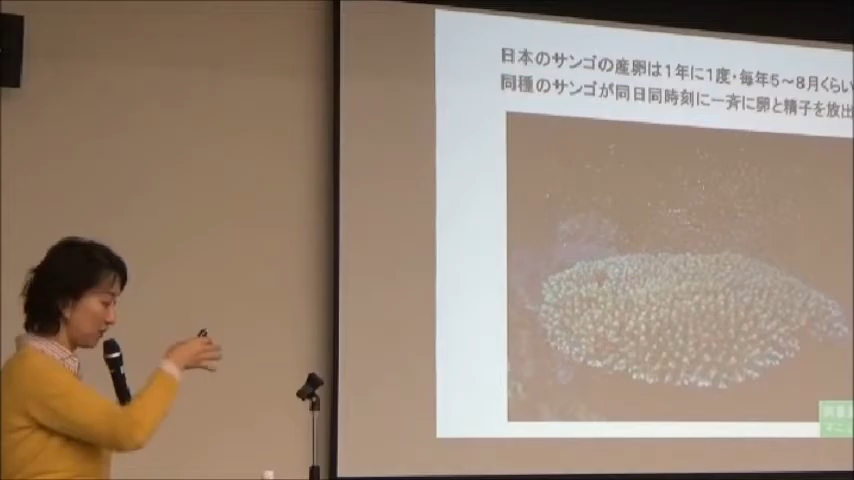 日本のサンゴの産卵は1年に1度・毎年5～8月くらい
同種のサンゴが同日同時刻に一斉に卵と精子を放出